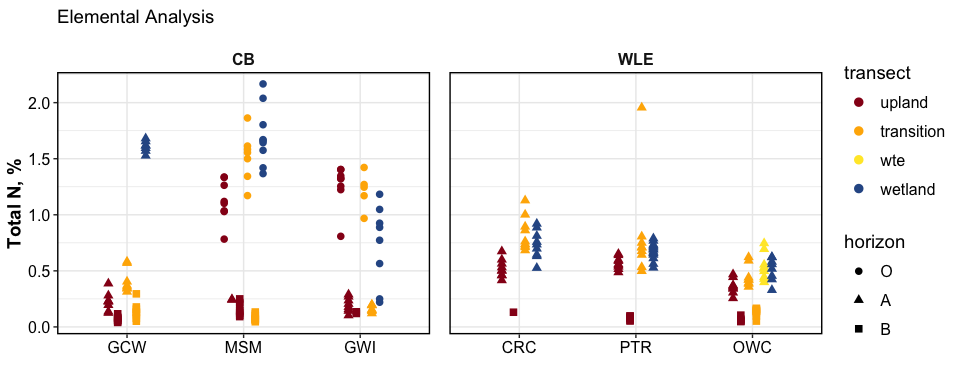 Elemental Analysis
CB
WLE
Total N, %
2.0
1.5
1.0
0.5
0.0
GCW
MSM
GWI
CRC
PTR
OWC
transect
upland
transition
wte
wetland
horizon
O
A
B